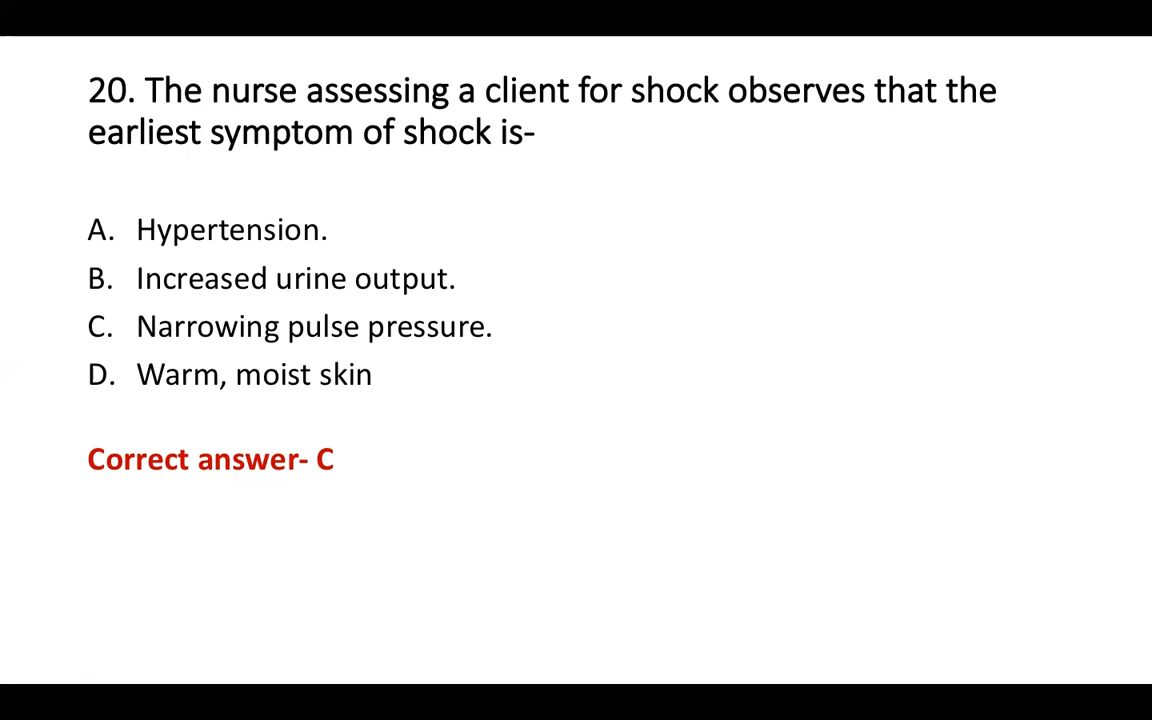 20. The nurse assessing a client for shock observes that the
earliest symptom of shock is-
A. Hypertension.
B. Increased urine output.
C. Narrowing pulse pressure.
D. Warm, moist skin
Correct answer- C